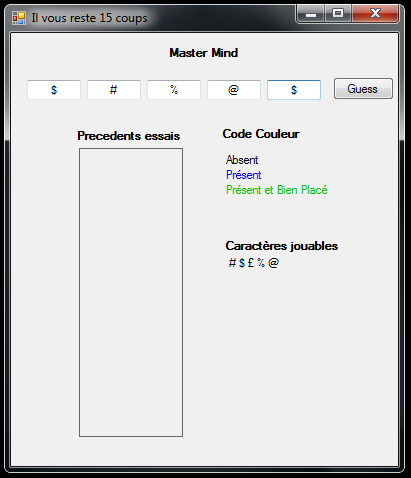 Il vous reste 15 coups
Master Mind
$ # % @ $ Guess
Precedents essais
Code Couleur
Absent
Présent
Présent et Bien Placé
Caractères jouables
# $ £ % @